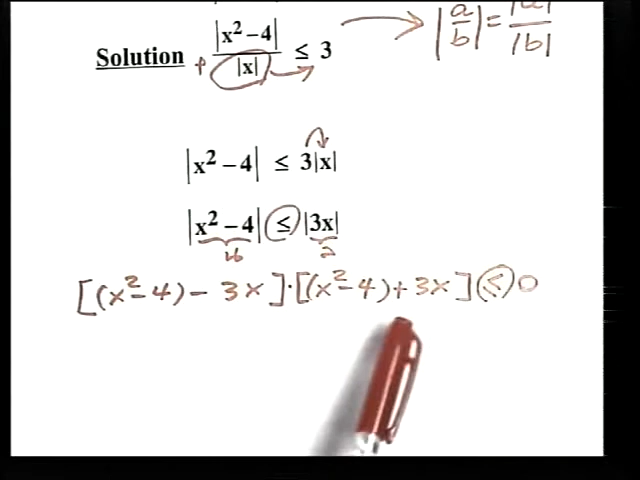 Solution |x² – 4| / |x| ≤ 3
|a/b| = |a|/|b|
|x² – 4| ≤ 3|x|
|x² – 4| ≤ |3x|
[(x²-4) - 3x]·[(x²-4)+3x] ≤ 0